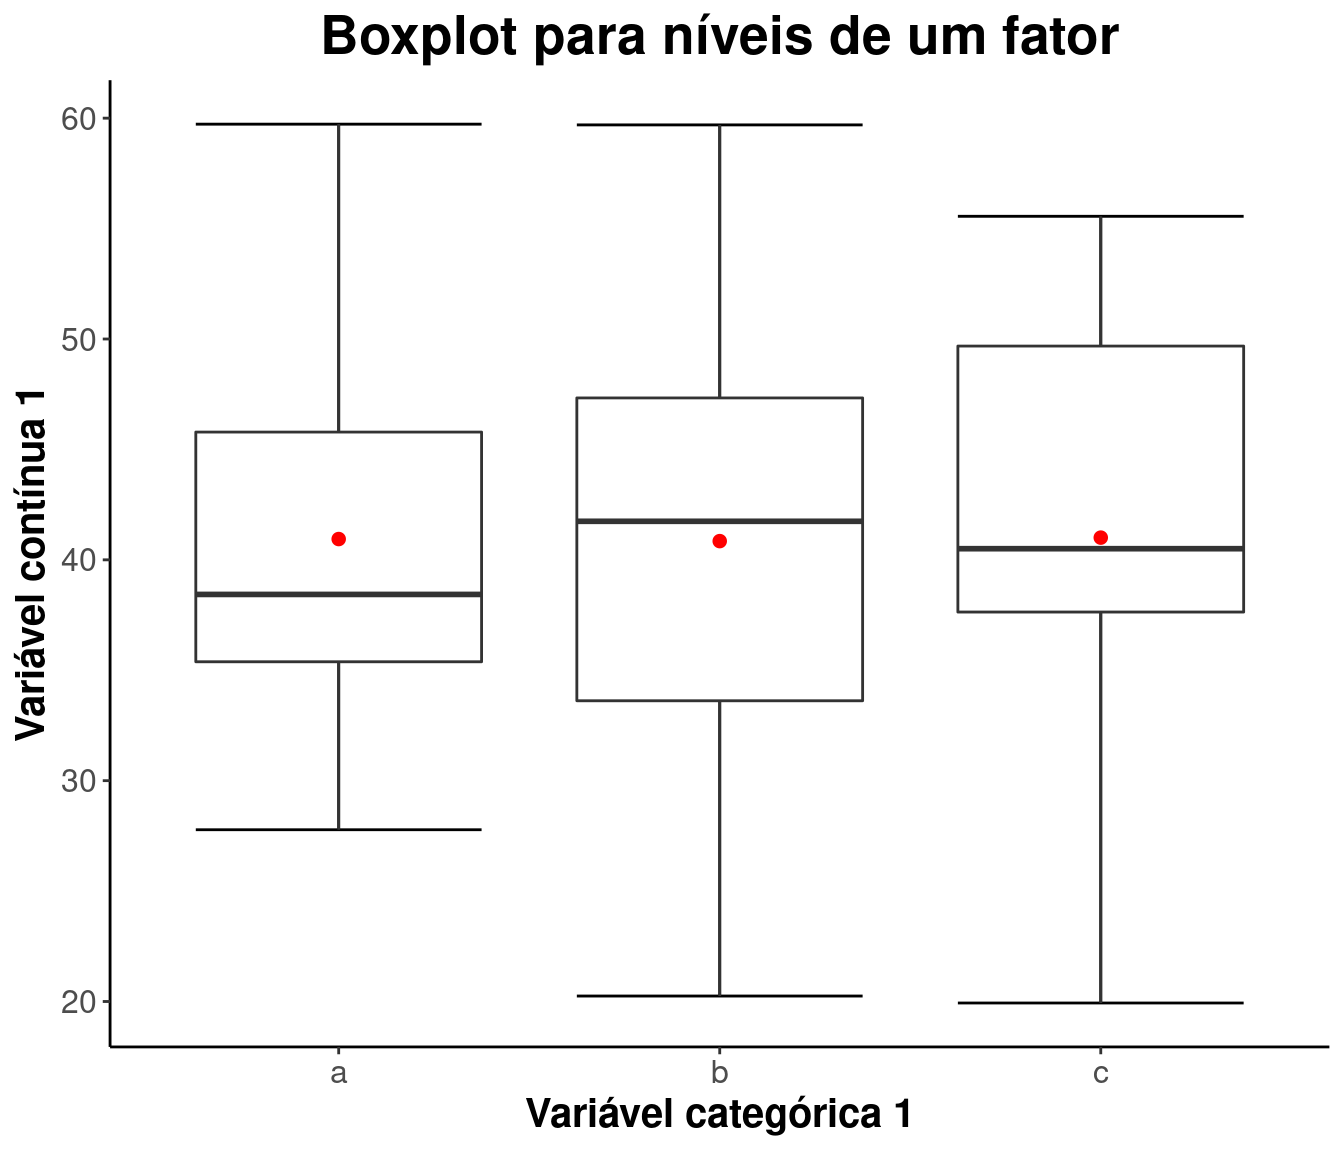 Boxplot para níveis de um fator
60
50
40
30
20
Variável contínua 1
a b c
Variável categórica 1